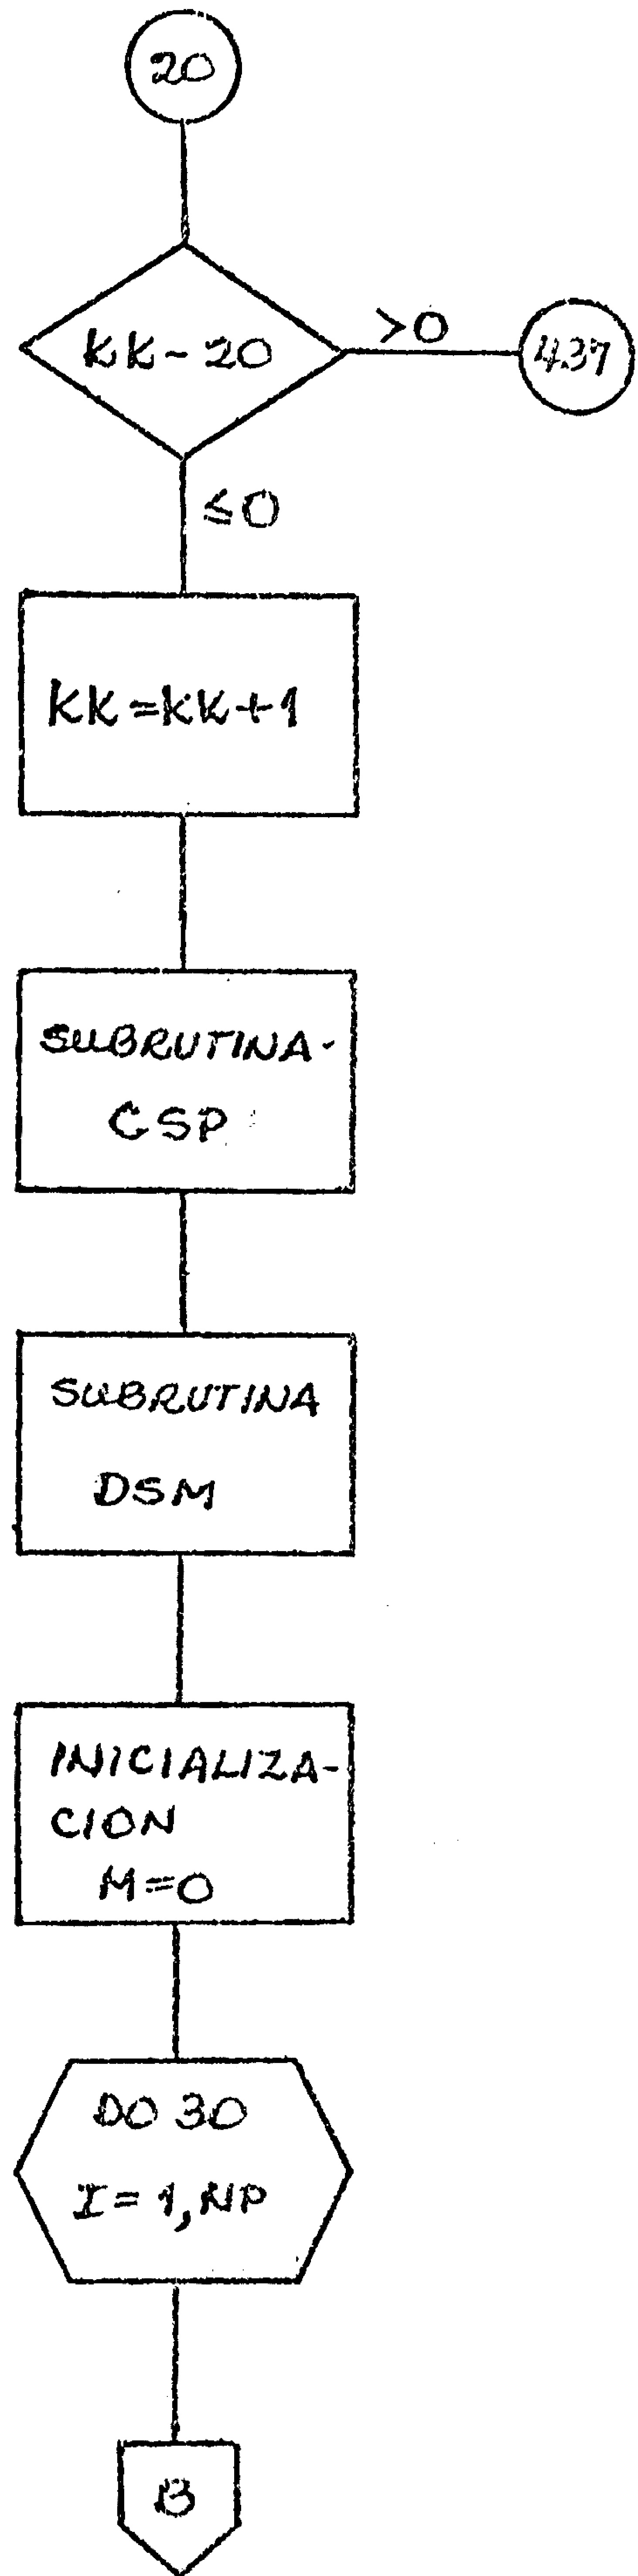 20
KK-20
>0
437
≤0
KK=KK+1
SUBRUTINA-
CSP
SUBRUTINA
DSM
INICIALIZA-
CION
M=0
DO 30
I=1,NP
B